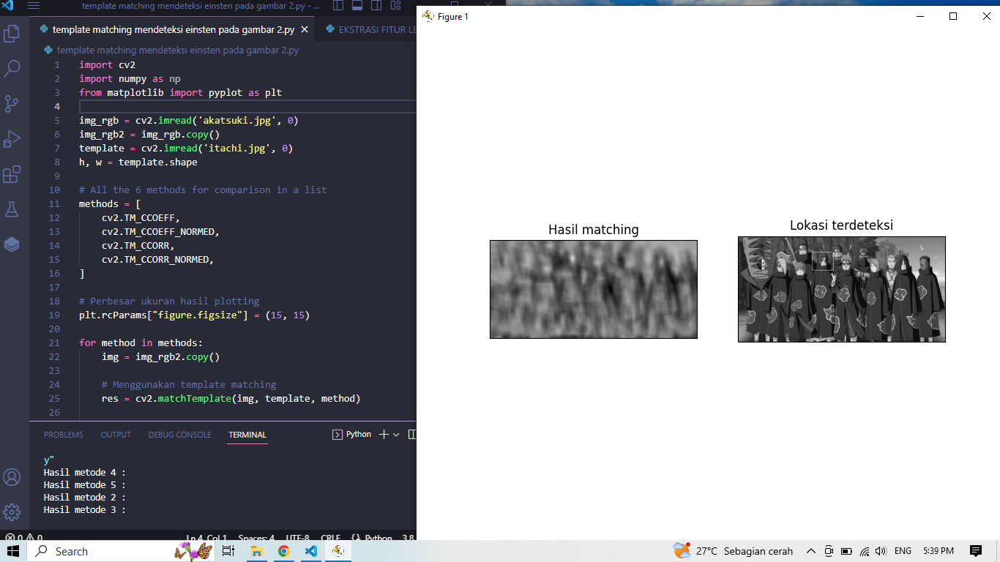 template matching mendeteksi einsten pada gambar 2.py - ...
template matching mendeteksi einsten pada gambar 2.py
EKSTRASI FITUR LE
template matching mendeteksi einsten pada gambar 2.py
1 import cv2
2 import numpy as np
3 from matplotlib import pyplot as plt
4
5 img_rgb = cv2.imread('akatsuki.jpg', 0)
6 img_rgb2 = img_rgb.copy()
7 template = cv2.imread('itachi.jpg', 0)
8 h, w = template.shape
9
10 # All the 6 methods for comparison in a list
11 methods = [
12 cv2.TM_CCOEFF,
13 cv2.TM_CCOEFF_NORMED,
14 cv2.TM_CCORR,
15 cv2.TM_CCORR_NORMED,
16 ]
17
18 # Perbesar ukuran hasil plotting
19 plt.rcParams["figure.figsize"] = (15, 15)
20
21 for method in methods:
22 img = img_rgb2.copy()
23
24 # Menggunakan template matching
25 res = cv2.matchTemplate(img, template, method)
26
PROBLEMS OUTPUT DEBUG CONSOLE TERMINAL
Python
y"
Hasil metode 4 :
Hasil metode 5 :
Hasil metode 2 :
Hasil metode 3 :
0 0 Ln 4, Col 1 Spaces: 4 UTF-8 CRLF Python 3.8
Figure 1
Hasil matching
Lokasi terdeteksi
Search
27°C Sebagian cerah
ENG
5:39 PM